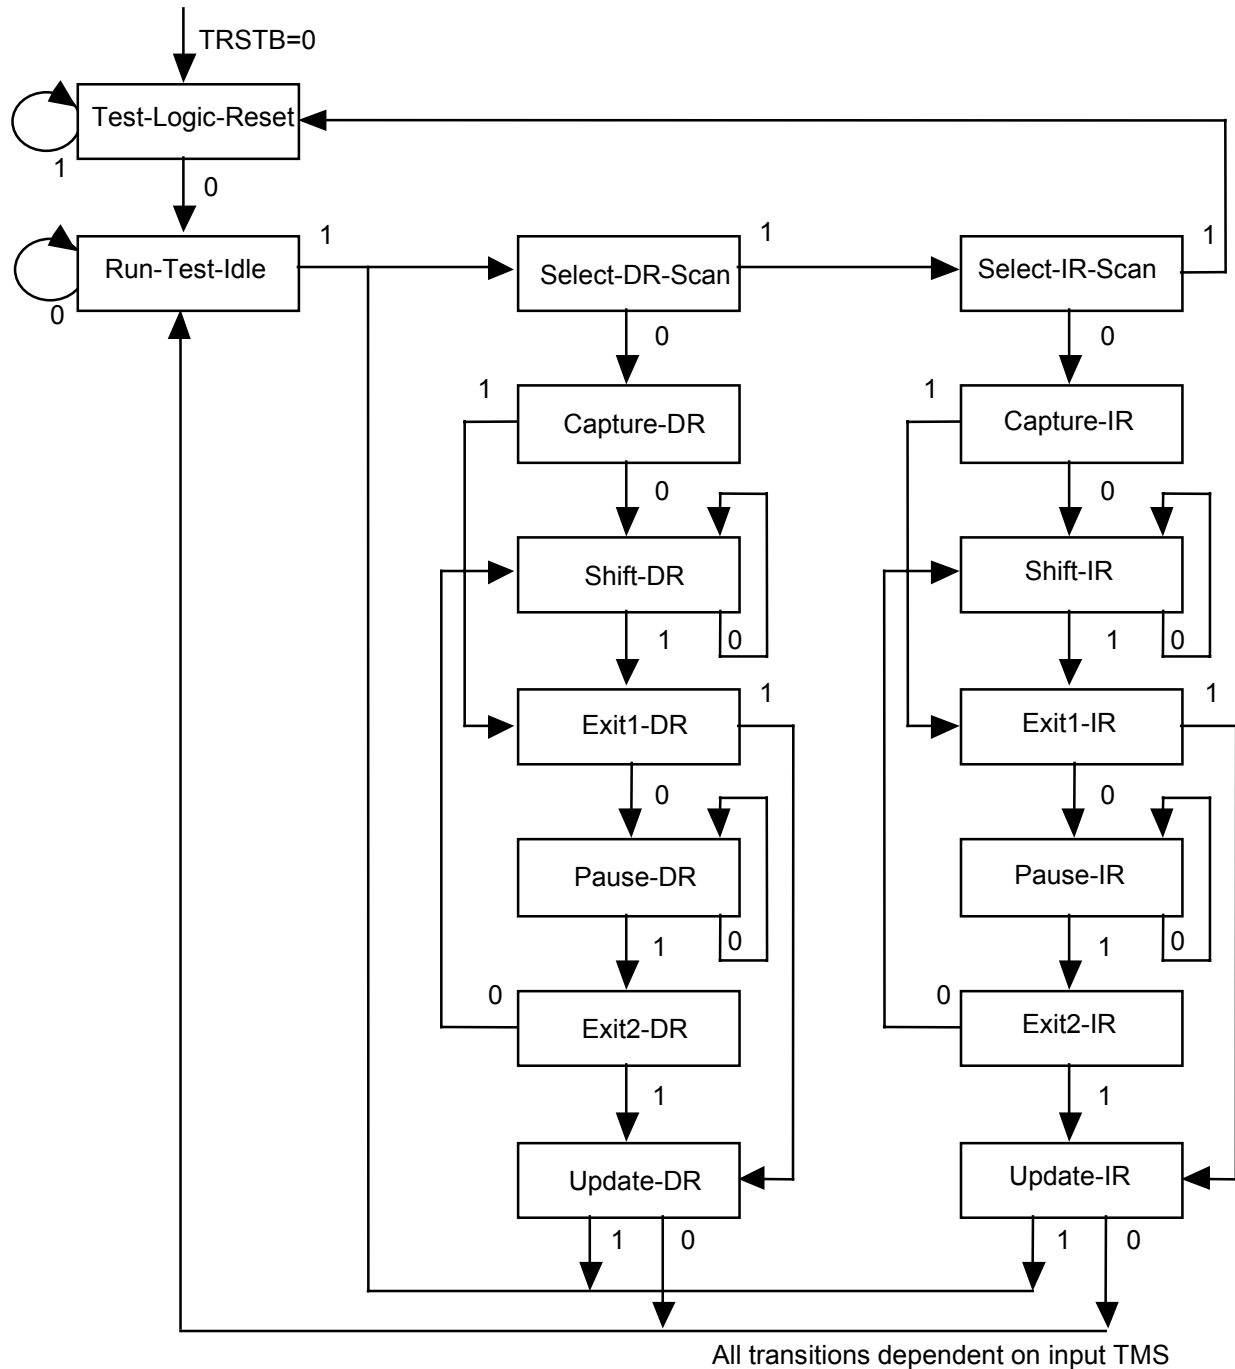 TRSTB=0
Test-Logic-Reset
1
0
Run-Test-Idle
0
1
Select-DR-Scan
1
Select-IR-Scan
1
0
0
1
Capture-DR
0
1
Capture-IR
0
Shift-DR
1
0
Shift-IR
1
0
Exit1-DR
1
0
Exit1-IR
1
0
Pause-DR
1
0
Pause-IR
1
0
0
Exit2-DR
1
0
Exit2-IR
1
Update-DR
1
0
Update-IR
1
0
All transitions dependent on input TMS